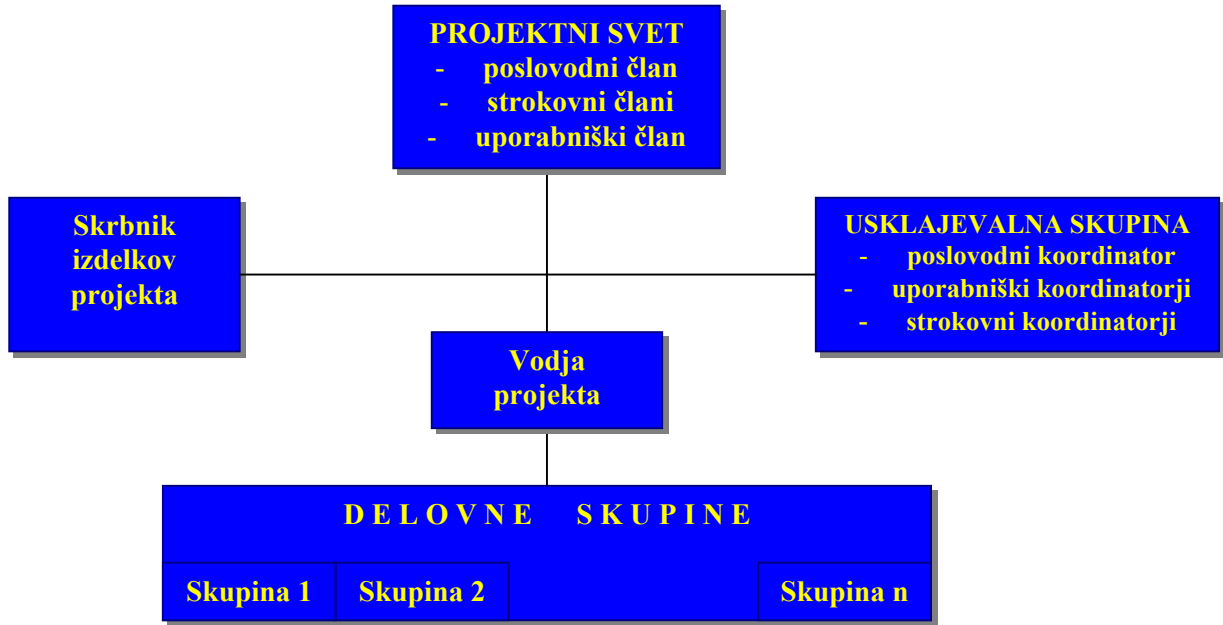 PROJEKTNI SVET
- poslovodni član
- strokovni člani
- uporabniški član
Skrbnik
izdelkov
projekta
USKLAJEVALNA SKUPINA
- poslovodni koordinator
- uporabniški koordinatorji
- strokovni koordinatorji
Vodja
projekta
D E L O V N E S K U P I N E
Skupina 1
Skupina 2
Skupina n